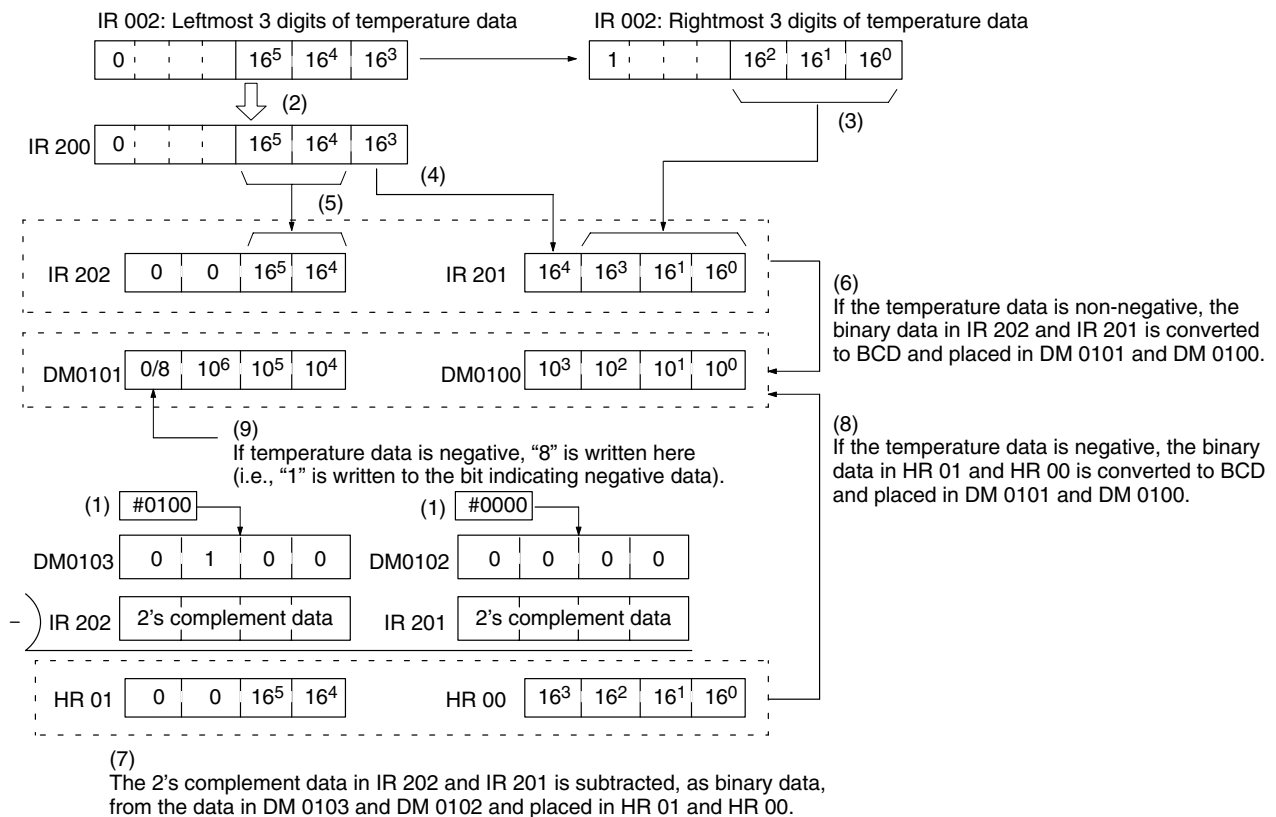 IR 002: Leftmost 3 digits of temperature data
IR 002: Rightmost 3 digits of temperature data
0 16⁵ 16⁴ 16³
1 16² 16¹ 16⁰
(2)
(3)
IR 200 0 16⁵ 16⁴ 16³
(4)
(5)
IR 202 0 0 16⁵ 16⁴
IR 201 16⁴ 16³ 16¹ 16⁰
(6)
If the temperature data is non-negative, the
binary data in IR 202 and IR 201 is converted
to BCD and placed in DM 0101 and DM 0100.
DM0101 0/8 10⁶ 10⁵ 10⁴
DM0100 10³ 10² 10¹ 10⁰
(9)
If temperature data is negative, “8” is written here
(i.e., “1” is written to the bit indicating negative data).
(8)
If the temperature data is negative, the binary
data in HR 01 and HR 00 is converted to BCD
and placed in DM 0101 and DM 0100.
(1) #0100
(1) #0000
DM0103 0 1 0 0
DM0102 0 0 0 0
– IR 202 2’s complement data
IR 201 2’s complement data
HR 01 0 0 16⁵ 16⁴
HR 00 16³ 16² 16¹ 16⁰
(7)
The 2’s complement data in IR 202 and IR 201 is subtracted, as binary data,
from the data in DM 0103 and DM 0102 and placed in HR 01 and HR 00.